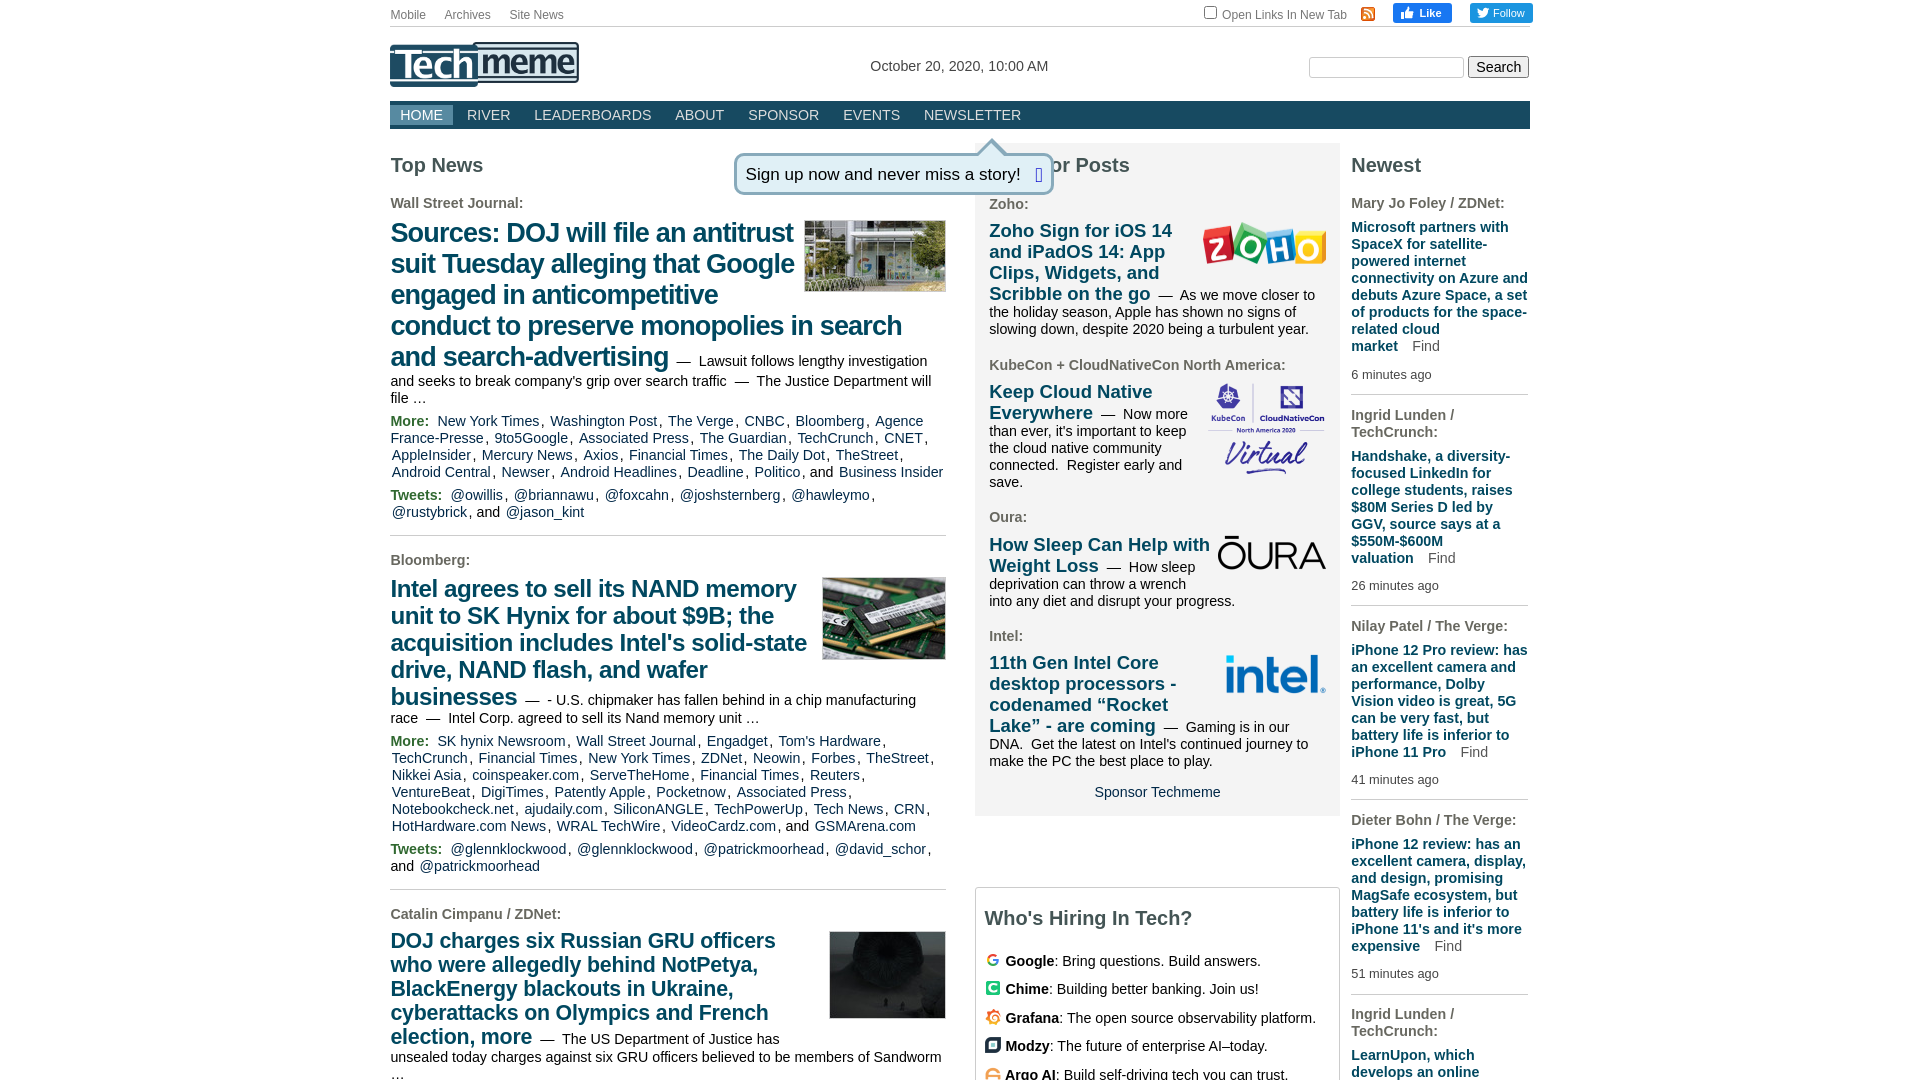 Mobile Archives Site News Open Links In New Tab Like Follow
Techmeme
October 20, 2020, 10:00 AM
Search
HOME RIVER LEADERBOARDS ABOUT SPONSOR EVENTS NEWSLETTER
Sign up now and never miss a story!
Top News
Wall Street Journal:
Sources: DOJ will file an antitrust
suit Tuesday alleging that Google
engaged in anticompetitive
conduct to preserve monopolies in search
and search-advertising — Lawsuit follows lengthy investigation
and seeks to break company's grip over search traffic — The Justice Department will
file …
More: New York Times, Washington Post, The Verge, CNBC, Bloomberg, Agence
France-Presse, 9to5Google, Associated Press, The Guardian, TechCrunch, CNET,
AppleInsider, Mercury News, Axios, Financial Times, The Daily Dot, TheStreet,
Android Central, Newser, Android Headlines, Deadline, Politico, and Business Insider
Tweets: @owillis, @briannawu, @foxcahn, @joshsternberg, @hawleymo,
@rustybrick, and @jason_kint
Bloomberg:
Intel agrees to sell its NAND memory
unit to SK Hynix for about $9B; the
acquisition includes Intel's solid-state
drive, NAND flash, and wafer
businesses — - U.S. chipmaker has fallen behind in a chip manufacturing
race — Intel Corp. agreed to sell its Nand memory unit …
More: SK hynix Newsroom, Wall Street Journal, Engadget, Tom's Hardware,
TechCrunch, Financial Times, New York Times, ZDNet, Neowin, Forbes, TheStreet,
Nikkei Asia, coinspeaker.com, ServeTheHome, Financial Times, Reuters,
VentureBeat, DigiTimes, Patently Apple, Pocketnow, Associated Press,
Notebookcheck.net, ajudaily.com, SiliconANGLE, TechPowerUp, Tech News, CRN,
HotHardware.com News, WRAL TechWire, VideoCardz.com, and GSMArena.com
Tweets: @glennklockwood, @glennklockwood, @patrickmoorhead, @david_schor,
and @patrickmoorhead
Catalin Cimpanu / ZDNet:
DOJ charges six Russian GRU officers
who were allegedly behind NotPetya,
BlackEnergy blackouts in Ukraine,
cyberattacks on Olympics and French
election, more — The US Department of Justice has
unsealed today charges against six GRU officers believed to be members of Sandworm
…
or Posts
Zoho:
ZOHO
Zoho Sign for iOS 14
and iPadOS 14: App
Clips, Widgets, and
Scribble on the go — As we move closer to
the holiday season, Apple has shown no signs of
slowing down, despite 2020 being a turbulent year.
KubeCon + CloudNativeCon North America:
KubeCon CloudNativeCon
North America 2020
Virtual
Keep Cloud Native
Everywhere — Now more
than ever, it's important to keep
the cloud native community
connected. Register early and
save.
Oura:
ŌURA
How Sleep Can Help with
Weight Loss — How sleep
deprivation can throw a wrench
into any diet and disrupt your progress.
Intel:
intel.
11th Gen Intel Core
desktop processors -
codenamed “Rocket
Lake” - are coming — Gaming is in our
DNA. Get the latest on Intel's continued journey to
make the PC the best place to play.
Sponsor Techmeme
Who's Hiring In Tech?
Google: Bring questions. Build answers.
Chime: Building better banking. Join us!
Grafana: The open source observability platform.
Modzy: The future of enterprise AI–today.
Argo AI: Build self-driving tech you can trust.
Newest
Mary Jo Foley / ZDNet:
Microsoft partners with
SpaceX for satellite-
powered internet
connectivity on Azure and
debuts Azure Space, a set
of products for the space-
related cloud
market Find
6 minutes ago
Ingrid Lunden /
TechCrunch:
Handshake, a diversity-
focused LinkedIn for
college students, raises
$80M Series D led by
GGV, source says at a
$550M-$600M
valuation Find
26 minutes ago
Nilay Patel / The Verge:
iPhone 12 Pro review: has
an excellent camera and
performance, Dolby
Vision video is great, 5G
can be very fast, but
battery life is inferior to
iPhone 11 Pro Find
41 minutes ago
Dieter Bohn / The Verge:
iPhone 12 review: has an
excellent camera, display,
and design, promising
MagSafe ecosystem, but
battery life is inferior to
iPhone 11's and it's more
expensive Find
51 minutes ago
Ingrid Lunden /
TechCrunch:
LearnUpon, which
develops an online